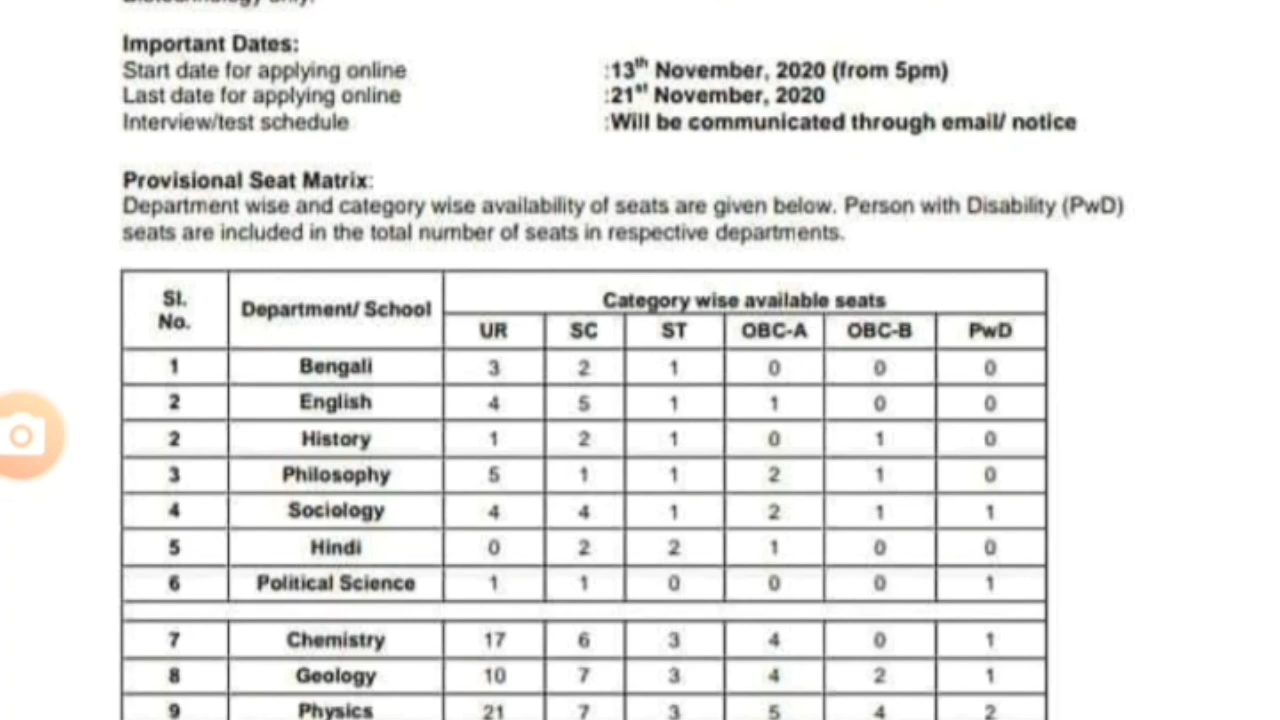 Biotechnology only.
Important Dates:
Start date for applying online :13th November, 2020 (from 5pm)
Last date for applying online :21st November, 2020
Interview/test schedule :Will be communicated through email/ notice
Provisional Seat Matrix:
Department wise and category wise availability of seats are given below. Person with Disability (PwD)
seats are included in the total number of seats in respective departments.
Sl. No. Department/ School Category wise available seats
UR SC ST OBC-A OBC-B PwD
1 Bengali 3 2 1 0 0 0
2 English 4 5 1 1 0 0
2 History 1 2 1 0 1 0
3 Philosophy 5 1 1 2 1 0
4 Sociology 4 4 1 2 1 1
5 Hindi 0 2 2 1 0 0
6 Political Science 1 1 0 0 0 1
7 Chemistry 17 6 3 4 0 1
8 Geology 10 7 3 4 2 1
9 Physics 21 7 3 5 4 2